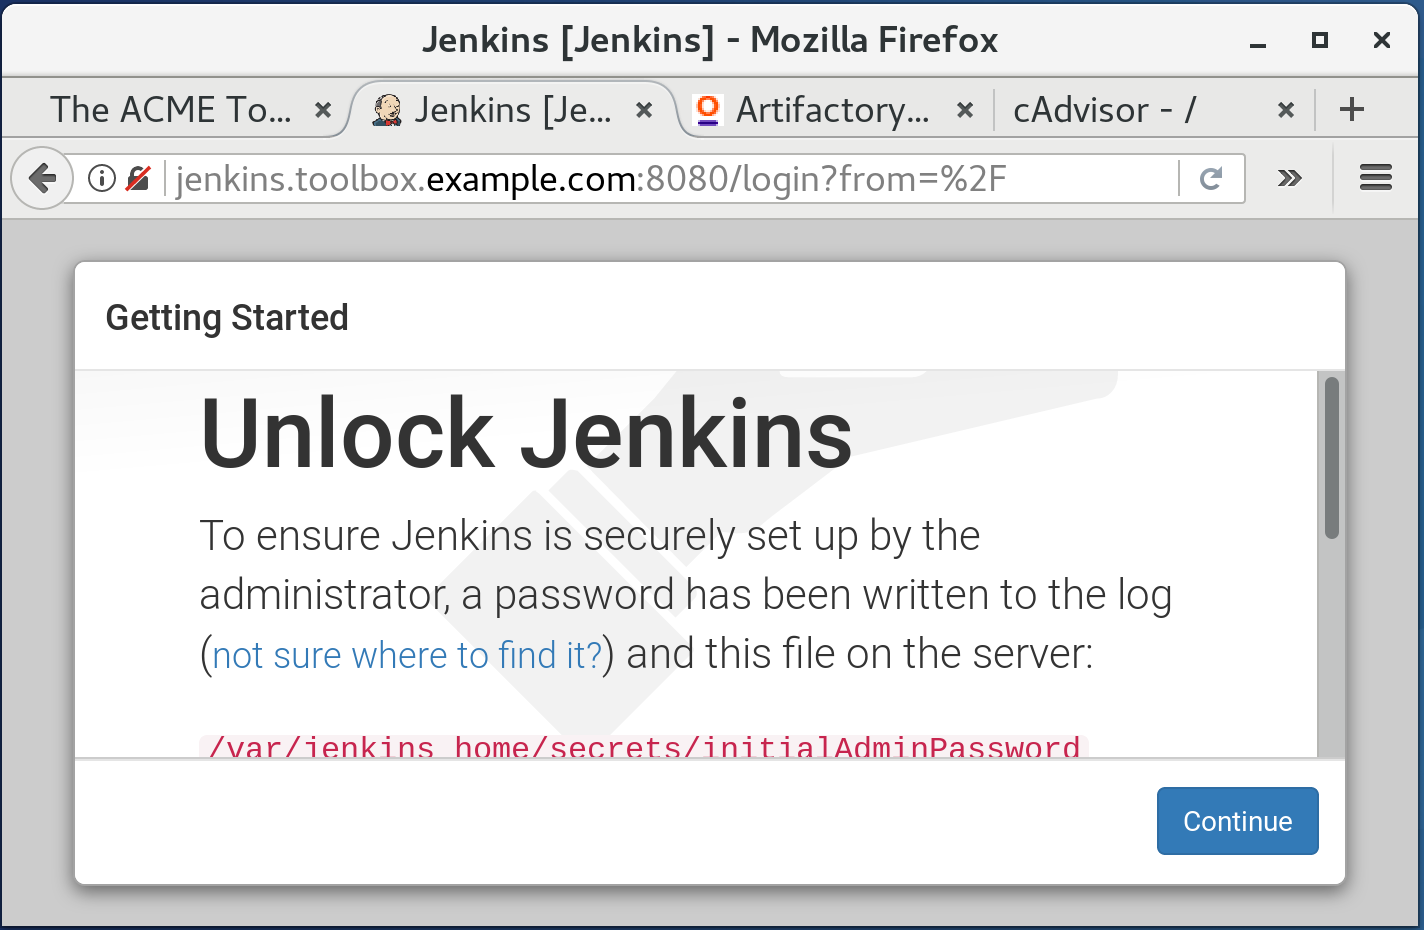 Jenkins [Jenkins] - Mozilla Firefox
The ACME To... Jenkins [Je... Artifactory... cAdvisor - /
jenkins.toolbox.example.com:8080/login?from=%2F
Getting Started
Unlock Jenkins
To ensure Jenkins is securely set up by the
administrator, a password has been written to the log
(not sure where to find it?) and this file on the server:
/var/jenkins_home/secrets/initialAdminPassword
Continue